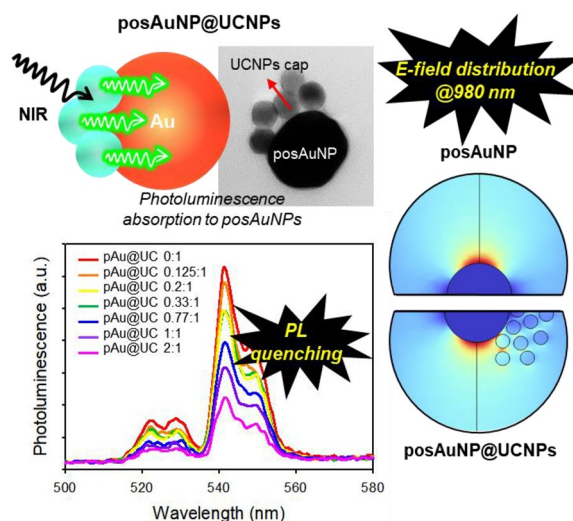 posAuNP@UCNPs
NIR
Au
UCNPs cap
posAuNP
Photoluminescence
absorption to posAuNPs
E-field distribution
@980 nm
posAuNP
posAuNP@UCNPs
Photoluminescence (a.u.)
pAu@UC 0:1
pAu@UC 0.125:1
pAu@UC 0.2:1
pAu@UC 0.33:1
pAu@UC 0.77:1
pAu@UC 1:1
pAu@UC 2:1
PL
quenching
500 520 540 560 580
Wavelength (nm)